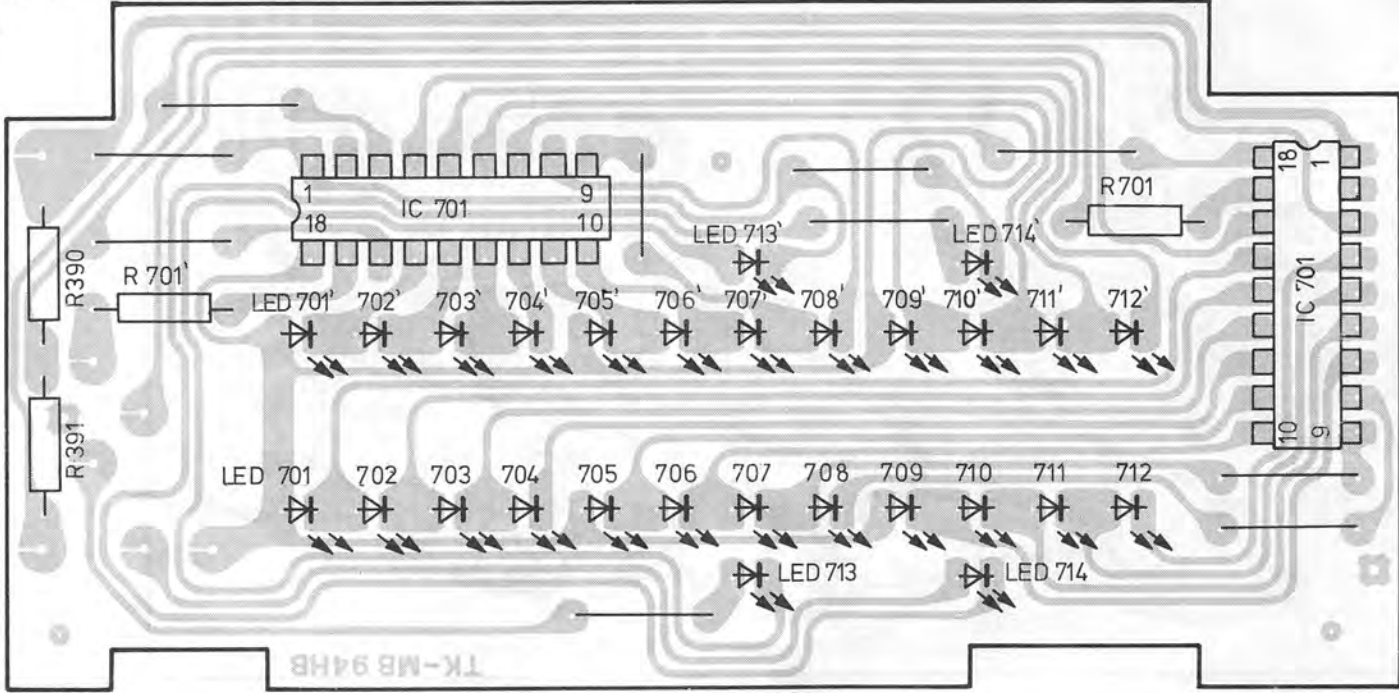 18 1
1 9
R 701
IC 701
18 10
LED 713' LED 714'
R390
R 701'
IC 701
LED 701' 702' 703' 704' 705' 706' 707' 708' 709' 710' 711' 712'
R 391
10 9
LED 701 702 703 704 705 706 707 708 709 710 711 712
LED 713 LED 714
TK-MB 94HB